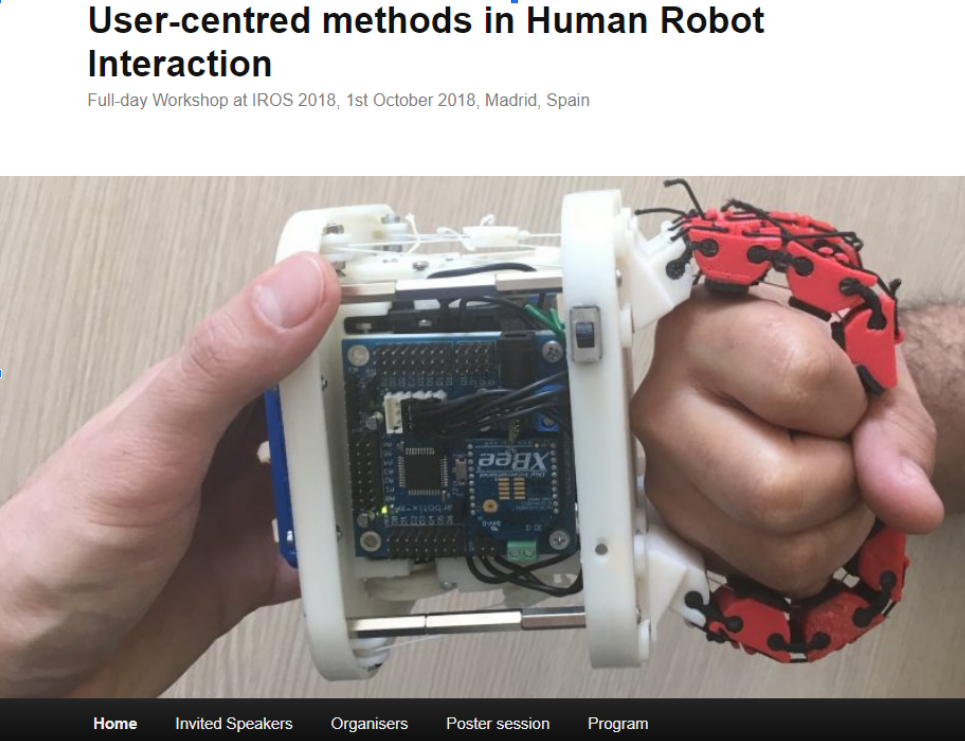 User-centred methods in Human Robot
Interaction
Full-day Workshop at IROS 2018, 1st October 2018, Madrid, Spain
XBee
arbotix-
Home Invited Speakers Organisers Poster session Program